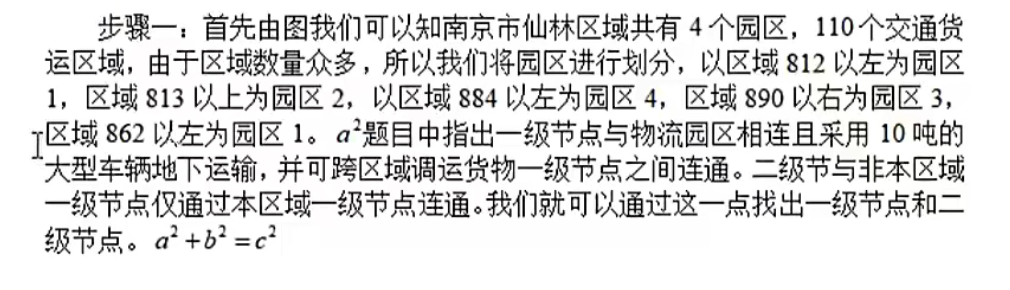 步骤一：首先由图我们可以知南京市仙林区域共有 4 个园区，110 个交通货
运区域，由于区域数量众多，所以我们将园区进行划分，以区域 812 以左为园区
1，区域 813 以上为园区 2，以区域 884 以左为园区 4，区域 890 以右为园区 3，
区域 862 以左为园区 1。a²题目中指出一级节点与物流园区相连且采用 10 吨的
大型车辆地下运输，并可跨区域调运货物一级节点之间连通。二级节与非本区域
一级节点仅通过本区域一级节点连通。我们就可以通过这一点找出一级节点和二
级节点。a²+b²=c²